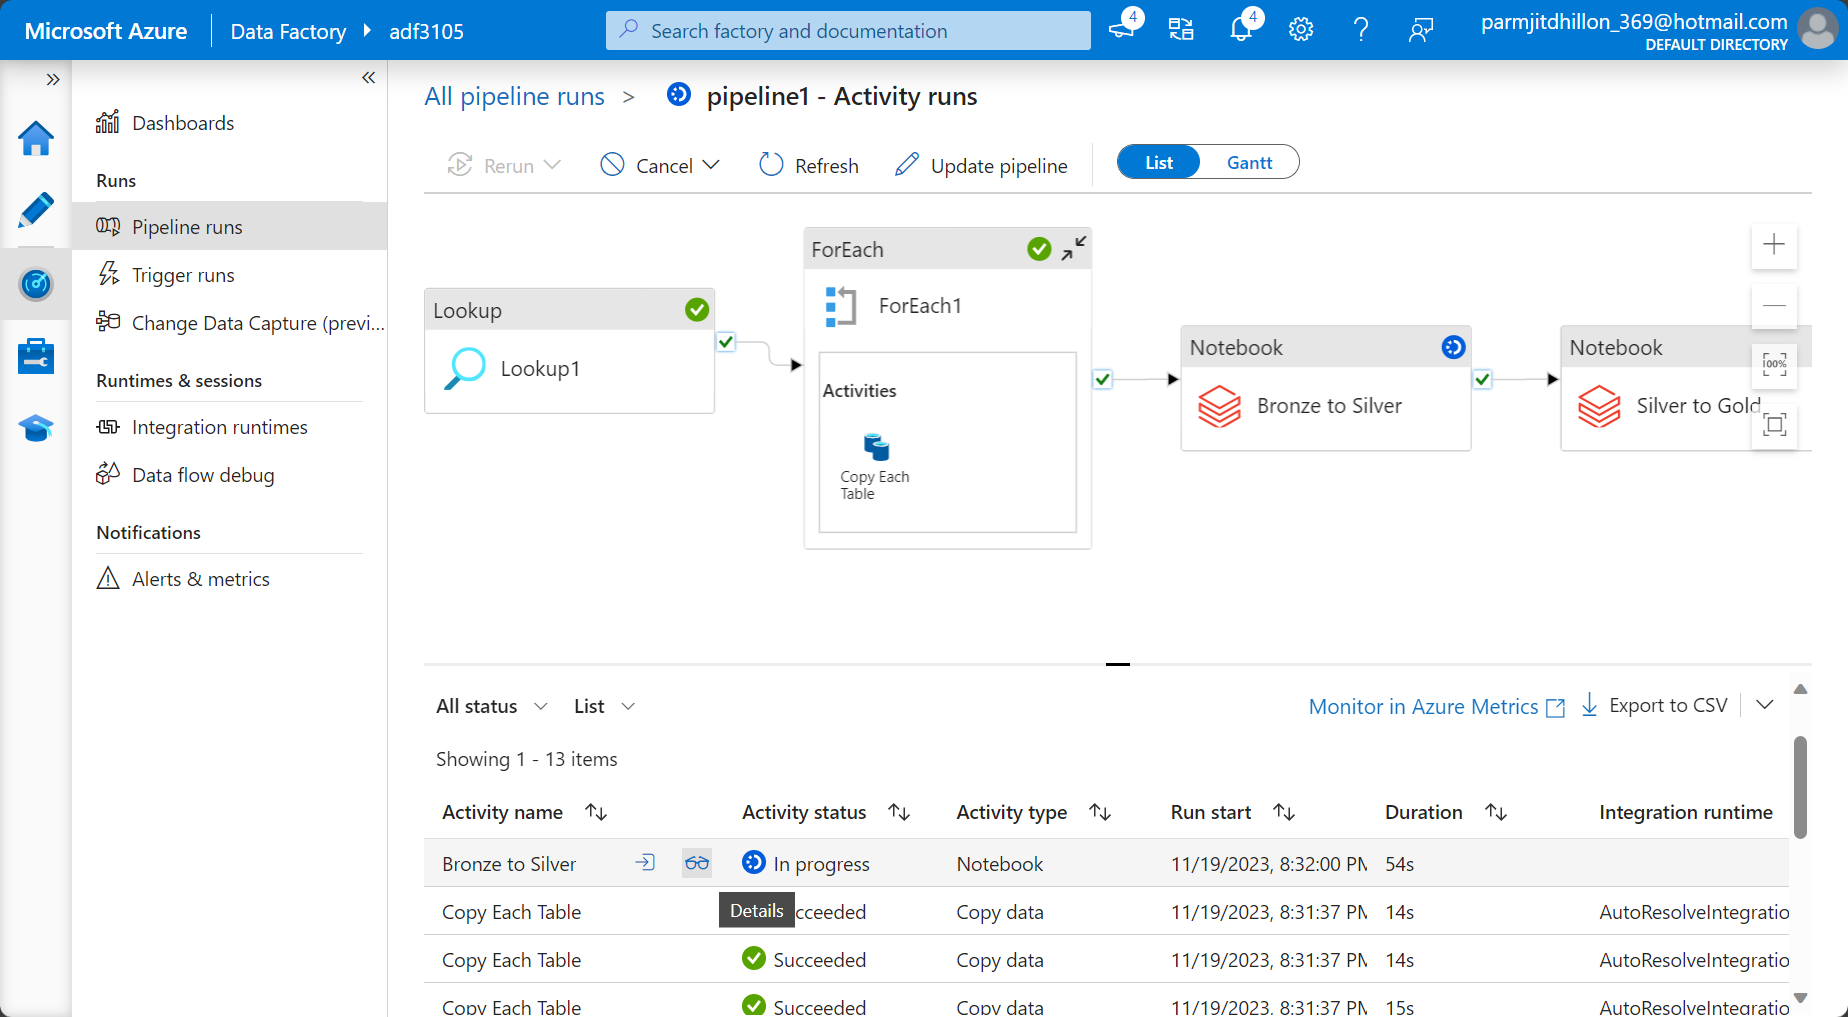 Microsoft Azure
Data Factory
adf3105
Search factory and documentation
4
4
parmjitdhillon_369@hotmail.com
DEFAULT DIRECTORY
Dashboards
Runs
Pipeline runs
Trigger runs
Change Data Capture (previ...
Runtimes & sessions
Integration runtimes
Data flow debug
Notifications
Alerts & metrics
All pipeline runs > pipeline1 - Activity runs
Rerun
Cancel
Refresh
Update pipeline
List
Gantt
Lookup
Lookup1
ForEach
ForEach1
Activities
Copy Each
Table
Notebook
Bronze to Silver
Notebook
Silver to Gold
100%
All status
List
Monitor in Azure Metrics
Export to CSV
Showing 1 - 13 items
Activity name Activity status Activity type Run start Duration Integration runtime
Bronze to Silver In progress Notebook 11/19/2023, 8:32:00 PM 54s
Details
Copy Each Table cceeded Copy data 11/19/2023, 8:31:37 PM 14s AutoResolveIntegratio
Copy Each Table Succeeded Copy data 11/19/2023, 8:31:37 PM 14s AutoResolveIntegratio
Copy Each Table Succeeded Copy data 11/19/2023, 8:31:37 PM 15s AutoResolveIntegratio